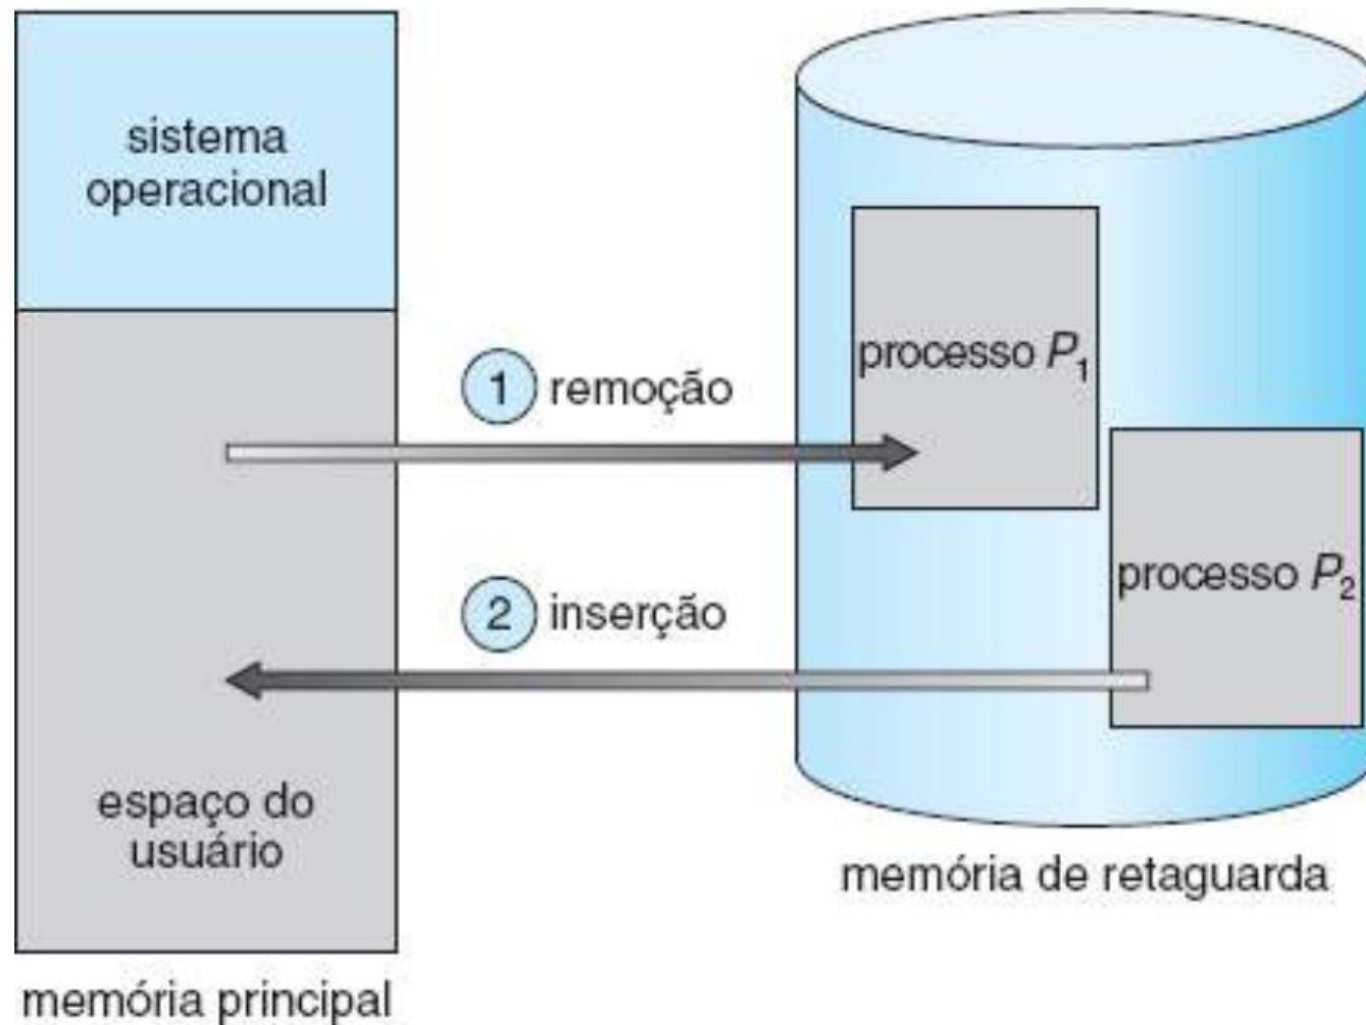 sistema
operacional
1 remoção
processo P₁
2 inserção
processo P₂
espaço do
usuário
memória de retaguarda
memória principal